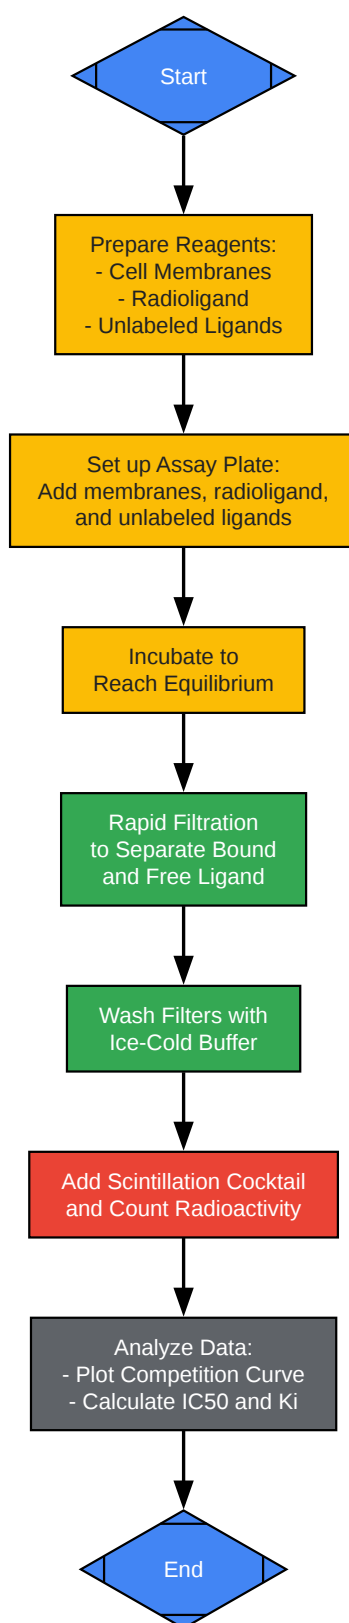 Start
Prepare Reagents:
- Cell Membranes
- Radioligand
- Unlabeled Ligands
Set up Assay Plate:
Add membranes, radioligand,
and unlabeled ligands
Incubate to
Reach Equilibrium
Rapid Filtration
to Separate Bound
and Free Ligand
Wash Filters with
Ice-Cold Buffer
Add Scintillation Cocktail
and Count Radioactivity
Analyze Data:
- Plot Competition Curve
- Calculate IC50 and Ki
End